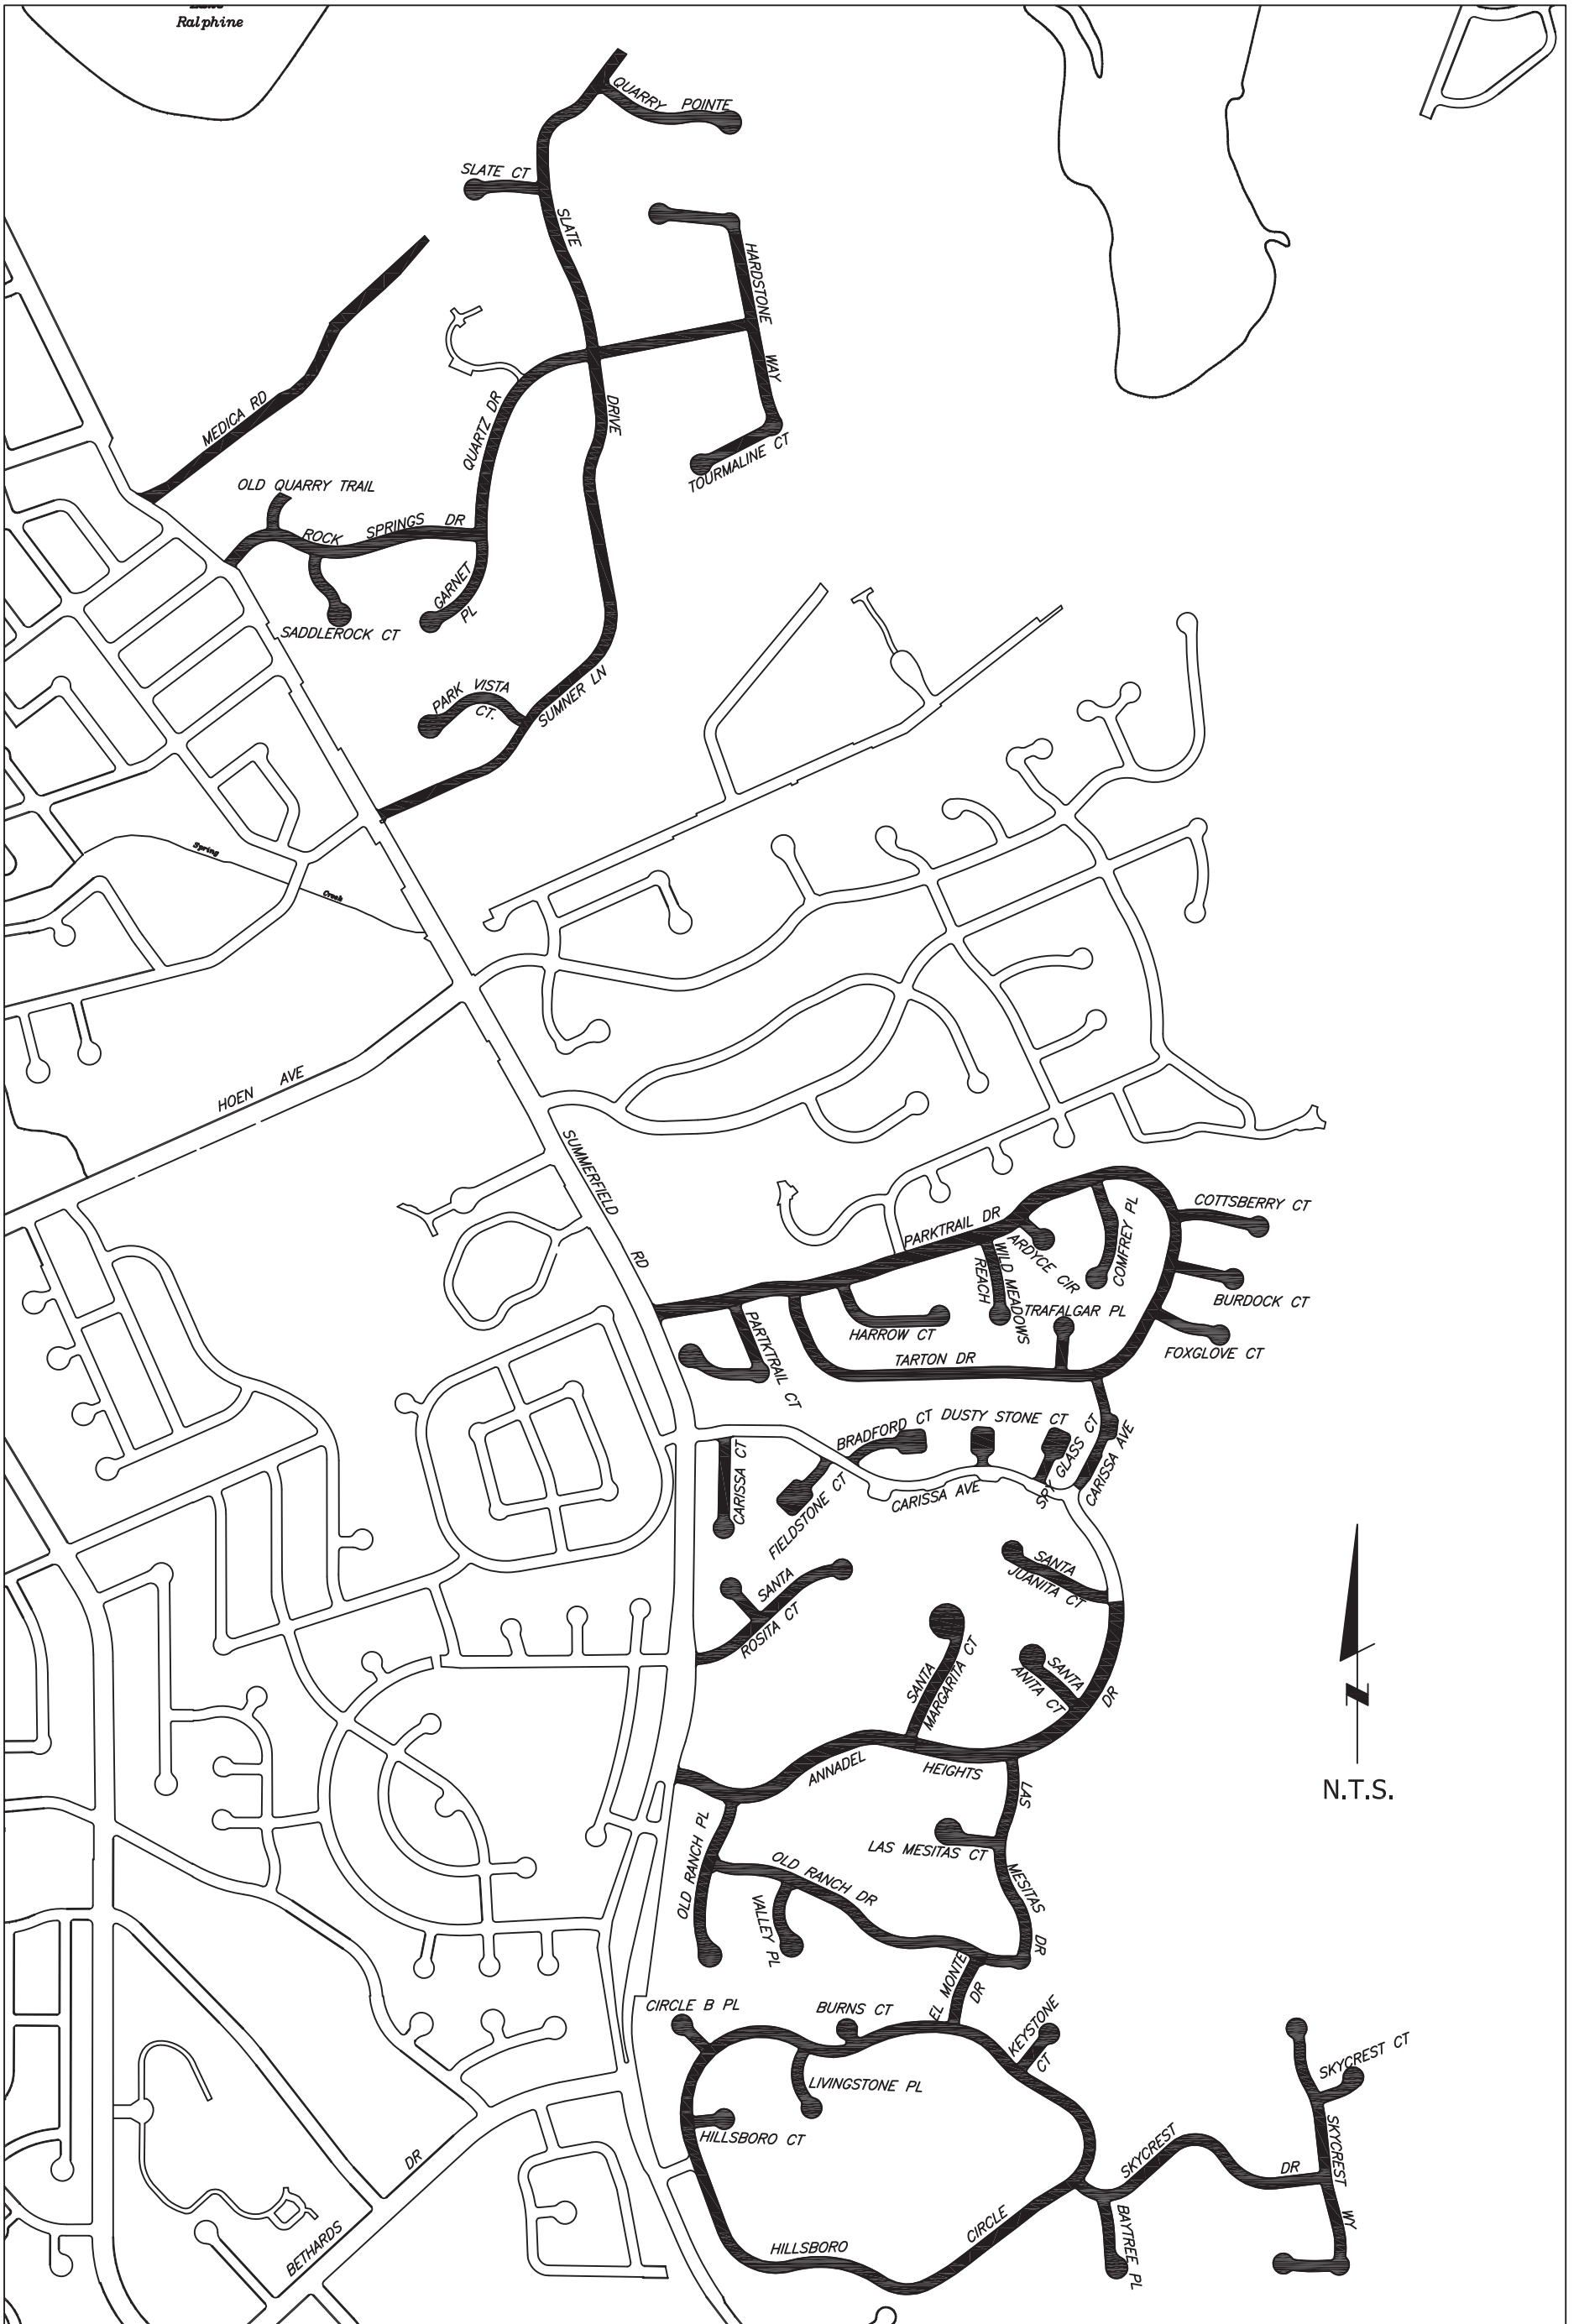 Ralphine
QUARRY POINTE
SLATE CT
SLATE
DRIVE
HARDSTONE
WAY
TOURMALINE CT
MEDICA RD
QUARTZ DR
OLD QUARRY TRAIL
ROCK SPRINGS DR
GARNET
PL
SADDLEROCK CT
PARK VISTA
CT.
SUMNER LN
Spring
Creek
HOEN AVE
SUMMERFIELD
RD
PARKTRAIL DR
COTTSBERRY CT
COMFREY PL
ARDYCE CIR
WILD MEADOWS
REACH
BURDOCK CT
TRAFALGAR PL
HARROW CT
FOXGLOVE CT
TARTON DR
PARTKTRAIL CT
BRADFORD CT
DUSTY STONE CT
SPY GLASS CT
CARISSA AVE
CARISSA CT
FIELDSTONE CT
CARISSA AVE
SANTA
JUANITA CT
SANTA
ROSITA CT
SANTA
MARGARITA CT
SANTA
ANITA CT
DR
ANNADEL
HEIGHTS
LAS
MESITAS
DR
LAS MESITAS CT
OLD RANCH PL
OLD RANCH DR
VALLEY PL
EL MONTE
DR
N.T.S.
CIRCLE B PL
BURNS CT
KEYSTONE
CT
LIVINGSTONE PL
HILLSBORO CT
SKYCREST CT
SKYCREST
DR
SKYCREST
WY
BAYTREE PL
HILLSBORO
CIRCLE
BETHARDS
DR